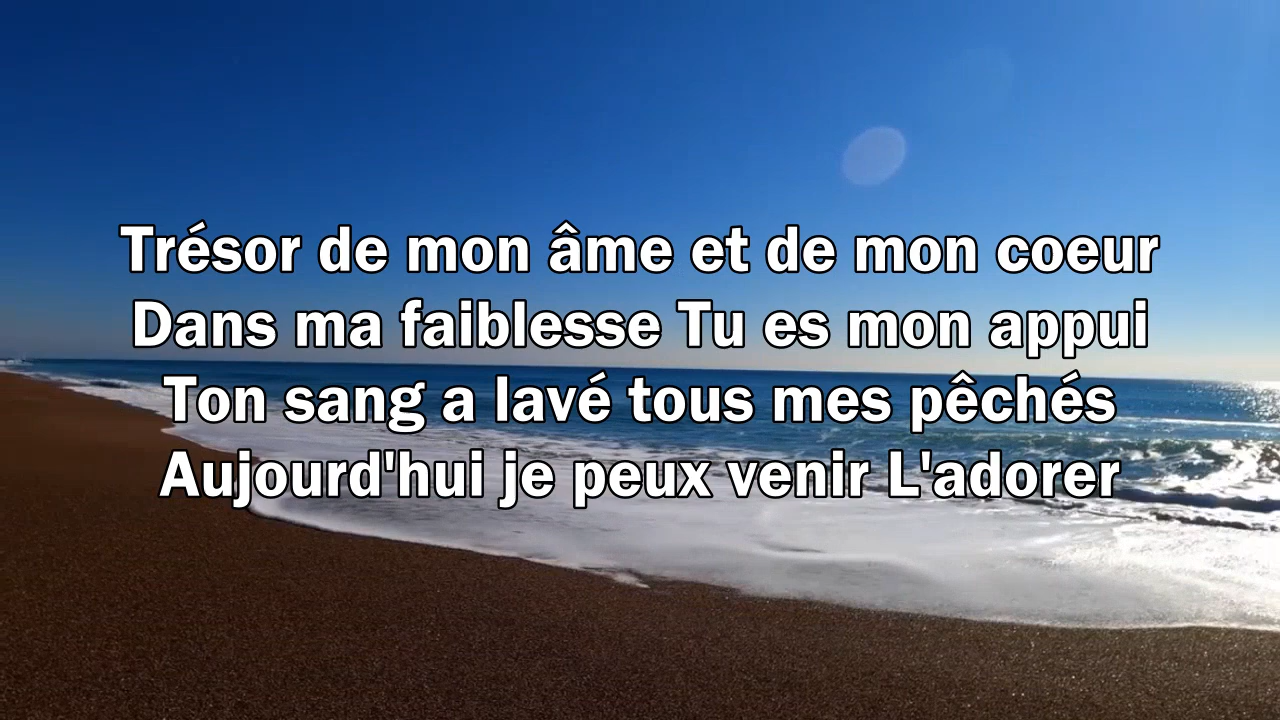 Trésor de mon âme et de mon coeur
Dans ma faiblesse Tu es mon appui
Ton sang a lavé tous mes pêchés
Aujourd'hui je peux venir L'adorer